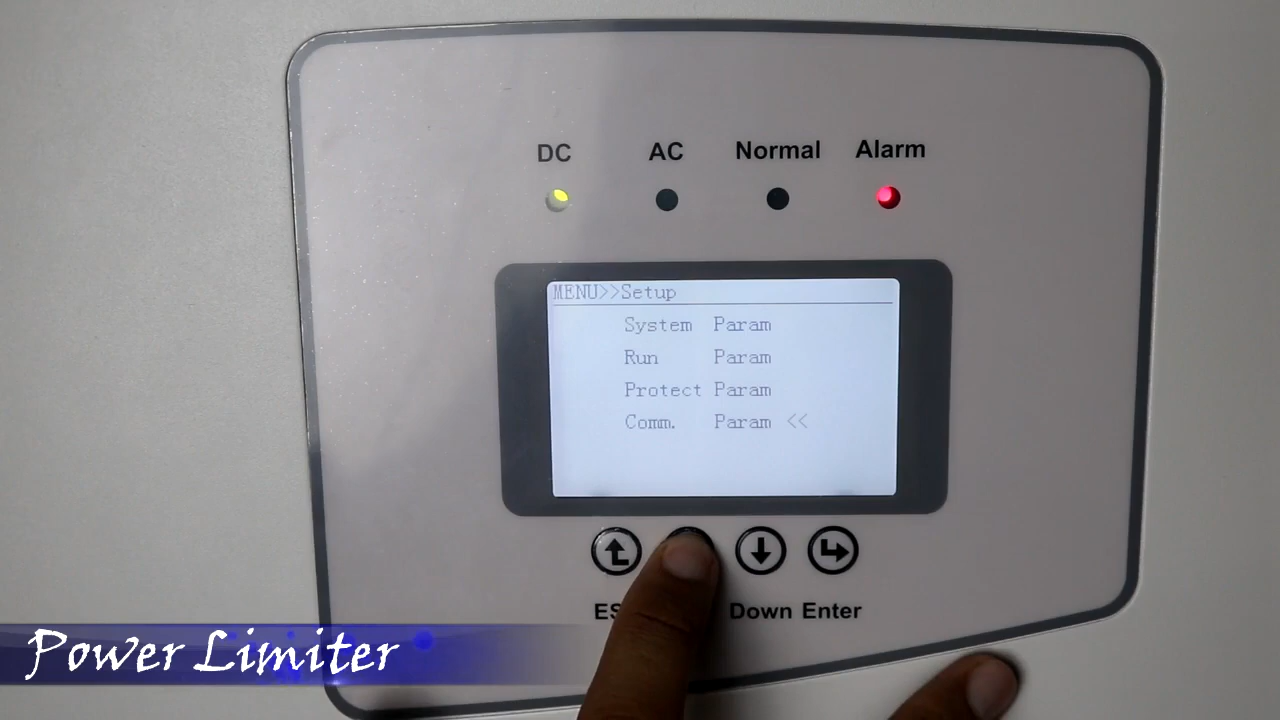 DC AC Normal Alarm
MENU>>Setup
System Param
Run Param
Protect Param
Comm. Param <<
Down Enter
Power Limiter